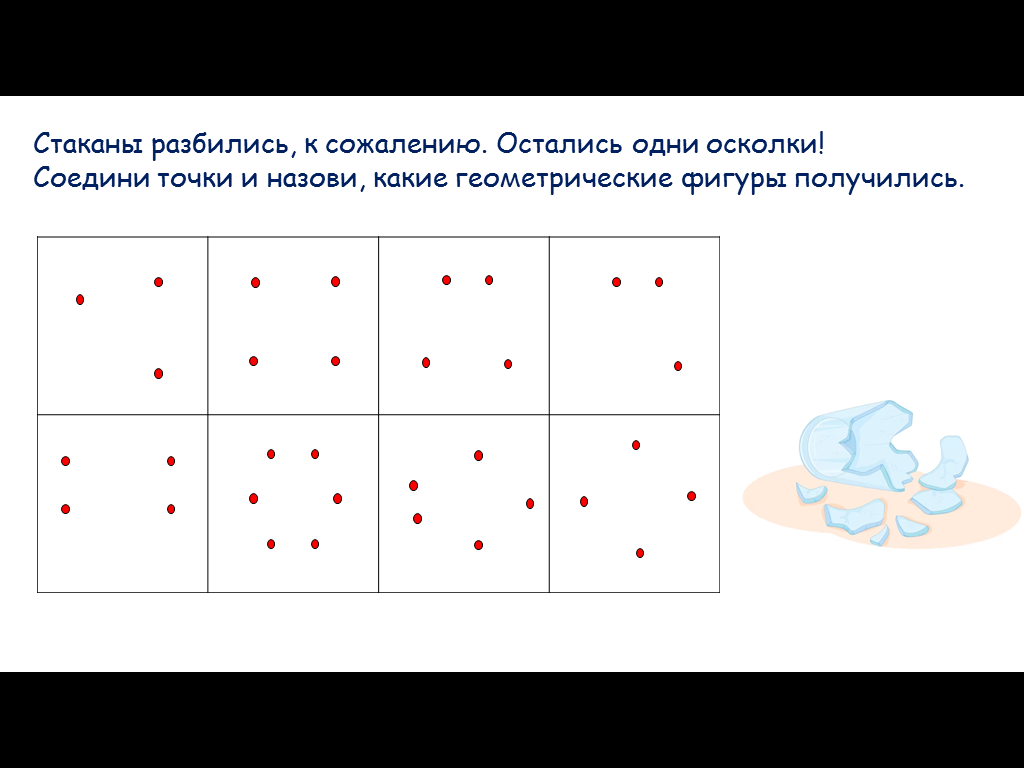 Стаканы разбились, к сожалению. Остались одни осколки!
Соедини точки и назови, какие геометрические фигуры получились.